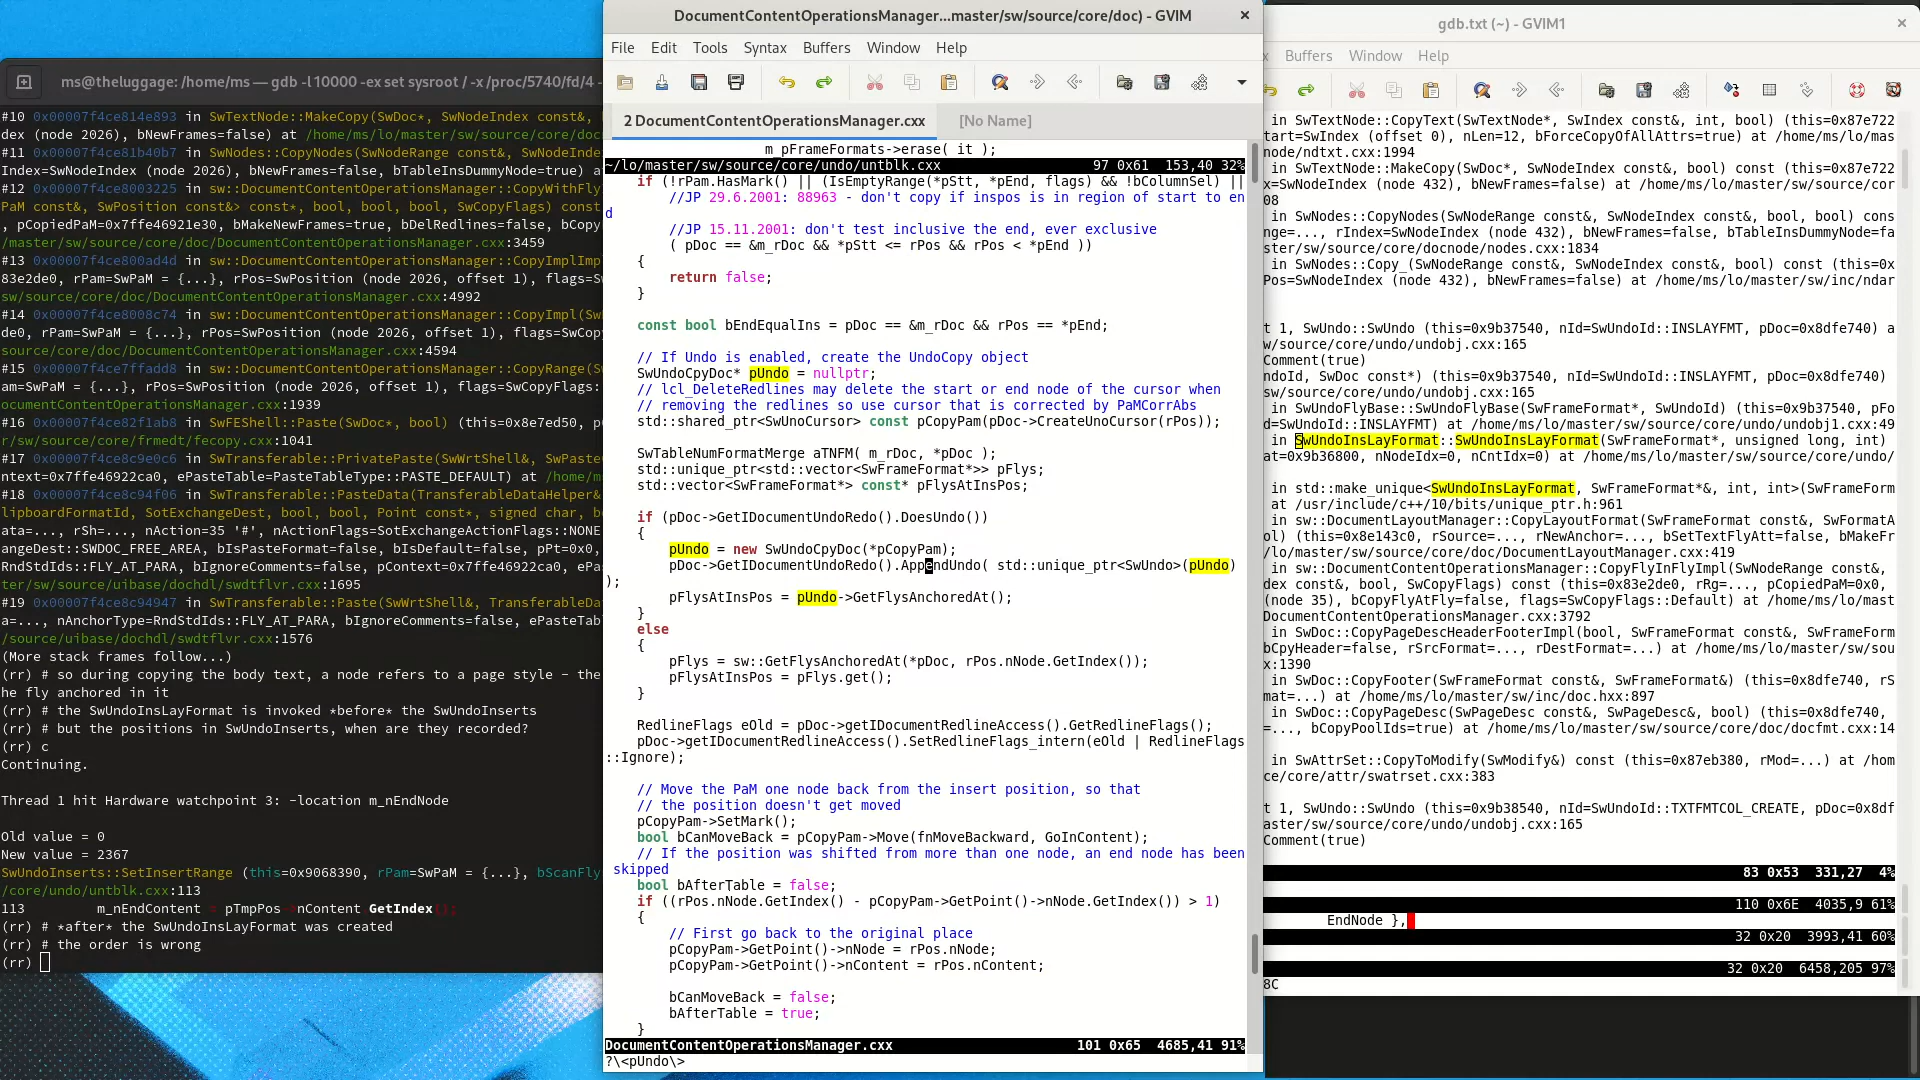 ms@theluggage: /home/ms — gdb -l 10000 -ex set sysroot / -x /proc/5740/fd/4 -
#10 0x00007f4ce814e893 in SwTextNode::MakeCopy(SwDoc*, SwNodeIndex const&,
dex (node 2026), bNewFrames=false) at /home/ms/lo/master/sw/source/core/doc
#11 0x00007f4ce81b40b7 in SwNodes::CopyNodes(SwNodeRange const&, SwNodeInde
Index=SwNodeIndex (node 2026), bNewFrames=false, bTableInsDummyNode=true) at
#12 0x00007f4ce8003225 in sw::DocumentContentOperationsManager::CopyWithFly
PaM const&, SwPosition const&> const*, bool, bool, bool, SwCopyFlags) const
, pCopiedPaM=0x7ffe46921e30, bMakeNewFrames=true, bDelRedlines=false, bCopy
/master/sw/source/core/doc/DocumentContentOperationsManager.cxx:3459
#13 0x00007f4ce800ad4d in sw::DocumentContentOperationsManager::CopyImplImp
83e2de0, rPam=SwPaM = {...}, rPos=SwPosition (node 2026, offset 1), flags=S
sw/source/core/doc/DocumentContentOperationsManager.cxx:4992
#14 0x00007f4ce8008c74 in sw::DocumentContentOperationsManager::CopyImpl(Sw
de0, rPam=SwPaM = {...}, rPos=SwPosition (node 2026, offset 1), flags=SwCop
source/core/doc/DocumentContentOperationsManager.cxx:4594
#15 0x00007f4ce7ffadd8 in sw::DocumentContentOperationsManager::CopyRange(S
am=SwPaM = {...}, rPos=SwPosition (node 2026, offset 1), flags=SwCopyFlags:
ocumentContentOperationsManager.cxx:1939
#16 0x00007f4ce82f1ab8 in SwFEShell::Paste(SwDoc*, bool) (this=0x8e7ed50, p
r/sw/source/core/frmedt/fecopy.cxx:1041
#17 0x00007f4ce8c9e0c6 in SwTransferable::PrivatePaste(SwWrtShell&, SwPaste
ntext=0x7ffe46922ca0, ePasteTable=PasteTableType::PASTE_DEFAULT) at /home/m
#18 0x00007f4ce8c94f06 in SwTransferable::PasteData(TransferableDataHelper&
lipboardFormatId, SotExchangeDest, bool, bool, Point const*, signed char, b
ata=..., rSh=..., nAction=35 '#', nActionFlags=SotExchangeActionFlags::NONE
angeDest::SWDOC_FREE_AREA, bIsPasteFormat=false, bIsDefault=false, pPt=0x0,
RndStdIds::FLY_AT_PARA, bIgnoreComments=false, pContext=0x7ffe46922ca0, ePa
ter/sw/source/uibase/dochdl/swdtflvr.cxx:1695
#19 0x00007f4ce8c94947 in SwTransferable::Paste(SwWrtShell&, TransferableDa
a=..., nAnchorType=RndStdIds::FLY_AT_PARA, bIgnoreComments=false, ePasteTab
/source/uibase/dochdl/swdtflvr.cxx:1576
(More stack frames follow...)
(rr) # so during copying the body text, a node refers to a page style - the
he fly anchored in it
(rr) # the SwUndoInsLayFormat is invoked *before* the SwUndoInserts
(rr) # but the positions in SwUndoInserts, when are they recorded?
(rr) c
Continuing.
Thread 1 hit Hardware watchpoint 3: -location m_nEndNode
Old value = 0
New value = 2367
SwUndoInserts::SetInsertRange (this=0x9068390, rPam=SwPaM = {...}, bScanFly
/core/undo/untblk.cxx:113
113 m_nEndContent = pTmpPos->nContent.GetIndex();
(rr) # *after* the SwUndoInsLayFormat was created
(rr) # the order is wrong
(rr)
DocumentContentOperationsManager...master/sw/source/core/doc) - GVIM
File Edit Tools Syntax Buffers Window Help
2 DocumentContentOperationsManager.cxx [No Name]
m_pFrameFormats->erase( it );
~/lo/master/sw/source/core/undo/untblk.cxx 97 0x61 153,40 32%
if (!rPam.HasMark() || (IsEmptyRange(*pStt, *pEnd, flags) && !bColumnSel) ||
//JP 29.6.2001: 88963 - don't copy if inspos is in region of start to en
d
//JP 15.11.2001: don't test inclusive the end, ever exclusive
( pDoc == &m_rDoc && *pStt <= rPos && rPos < *pEnd ))
{
return false;
}
const bool bEndEqualIns = pDoc == &m_rDoc && rPos == *pEnd;
// If Undo is enabled, create the UndoCopy object
SwUndoCpyDoc* pUndo = nullptr;
// lcl_DeleteRedlines may delete the start or end node of the cursor when
// removing the redlines so use cursor that is corrected by PaMCorrAbs
std::shared_ptr<SwUnoCursor> const pCopyPam(pDoc->CreateUnoCursor(rPos));
SwTableNumFormatMerge aTNFM( m_rDoc, *pDoc );
std::unique_ptr<std::vector<SwFrameFormat*>> pFlys;
std::vector<SwFrameFormat*> const* pFlysAtInsPos;
if (pDoc->GetIDocumentUndoRedo().DoesUndo())
{
pUndo = new SwUndoCpyDoc(*pCopyPam);
pDoc->GetIDocumentUndoRedo().AppendUndo( std::unique_ptr<SwUndo>(pUndo)
);
pFlysAtInsPos = pUndo->GetFlysAnchoredAt();
}
else
{
pFlys = sw::GetFlysAnchoredAt(*pDoc, rPos.nNode.GetIndex());
pFlysAtInsPos = pFlys.get();
}
RedlineFlags eOld = pDoc->getIDocumentRedlineAccess().GetRedlineFlags();
pDoc->getIDocumentRedlineAccess().SetRedlineFlags_intern(eOld | RedlineFlags
::Ignore);
// Move the PaM one node back from the insert position, so that
// the position doesn't get moved
pCopyPam->SetMark();
bool bCanMoveBack = pCopyPam->Move(fnMoveBackward, GoInContent);
// If the position was shifted from more than one node, an end node has been
skipped
bool bAfterTable = false;
if ((rPos.nNode.GetIndex() - pCopyPam->GetPoint()->nNode.GetIndex()) > 1)
{
// First go back to the original place
pCopyPam->GetPoint()->nNode = rPos.nNode;
pCopyPam->GetPoint()->nContent = rPos.nContent;
bCanMoveBack = false;
bAfterTable = true;
}
DocumentContentOperationsManager.cxx 101 0x65 4685,41 91%
?\<pUndo\>
gdb.txt (~) - GVIM1
Buffers Window Help
in SwTextNode::CopyText(SwTextNode*, SwIndex const&, int, bool) (this=0x87e722
tart=SwIndex (offset 0), nLen=12, bForceCopyOfAllAttrs=true) at /home/ms/lo/mas
node/ndtxt.cxx:1994
in SwTextNode::MakeCopy(SwDoc*, SwNodeIndex const&, bool) const (this=0x87e722
x=SwNodeIndex (node 432), bNewFrames=false) at /home/ms/lo/master/sw/source/cor
08
in SwNodes::CopyNodes(SwNodeRange const&, SwNodeIndex const&, bool, bool) cons
nge=..., rIndex=SwNodeIndex (node 432), bNewFrames=false, bTableInsDummyNode=fa
ster/sw/source/core/docnode/nodes.cxx:1834
in SwNodes::Copy_(SwNodeRange const&, SwNodeIndex const&, bool) const (this=0x
Pos=SwNodeIndex (node 432), bNewFrames=false) at /home/ms/lo/master/sw/inc/ndar
t 1, SwUndo::SwUndo (this=0x9b37540, nId=SwUndoId::INSLAYFMT, pDoc=0x8dfe740) a
w/source/core/undo/undobj.cxx:165
Comment(true)
ndoId, SwDoc const*) (this=0x9b37540, nId=SwUndoId::INSLAYFMT, pDoc=0x8dfe740)
w/source/core/undo/undobj.cxx:165
in SwUndoFlyBase::SwUndoFlyBase(SwFrameFormat*, SwUndoId) (this=0x9b37540, pFo
d=SwUndoId::INSLAYFMT) at /home/ms/lo/master/sw/source/core/undo/undobj1.cxx:49
in SwUndoInsLayFormat::SwUndoInsLayFormat(SwFrameFormat*, unsigned long, int)
at=0x9b36800, nNodeIdx=0, nCntIdx=0) at /home/ms/lo/master/sw/source/core/undo/
in std::make_unique<SwUndoInsLayFormat, SwFrameFormat*&, int, int>(SwFrameForm
at /usr/include/c++/10/bits/unique_ptr.h:961
in sw::DocumentLayoutManager::CopyLayoutFormat(SwFrameFormat const&, SwFormatA
ol) (this=0x8e143c0, rSource=..., rNewAnchor=..., bSetTextFlyAtt=false, bMakeFr
/lo/master/sw/source/core/doc/DocumentLayoutManager.cxx:419
in sw::DocumentContentOperationsManager::CopyFlyInFlyImpl(SwNodeRange const&,
const&, bool, SwCopyFlags) const (this=0x83e2de0, rRg=..., pCopiedPaM=0x0,
(node 35), bCopyFlyAtFly=false, flags=SwCopyFlags::Default) at /home/ms/lo/mast
DocumentContentOperationsManager.cxx:3792
in SwDoc::CopyPageDescHeaderFooterImpl(bool, SwFrameFormat const&, SwFrameForm
bCpyHeader=false, rSrcFormat=..., rDestFormat=...) at /home/ms/lo/master/sw/sou
x:1390
in SwDoc::CopyFooter(SwFrameFormat const&, SwFrameFormat&) (this=0x8dfe740, rS
mat=...) at /home/ms/lo/master/sw/inc/doc.hxx:897
in SwDoc::CopyPageDesc(SwPageDesc const&, SwPageDesc&, bool) (this=0x8dfe740,
=..., bCopyPoolIds=true) at /home/ms/lo/master/sw/source/core/doc/docfmt.cxx:14
in SwAttrSet::CopyToModify(SwModify&) const (this=0x87eb380, rMod=...) at /hom
ce/core/attr/swatrset.cxx:383
t 1, SwUndo::SwUndo (this=0x9b38540, nId=SwUndoId::TXTFMTCOL_CREATE, pDoc=0x8df
aster/sw/source/core/undo/undobj.cxx:165
Comment(true)
83 0x53 331,27 4%
110 0x6E 4035,9 61%
EndNode },
32 0x20 3993,41 60%
32 0x20 6458,205 97%
8C